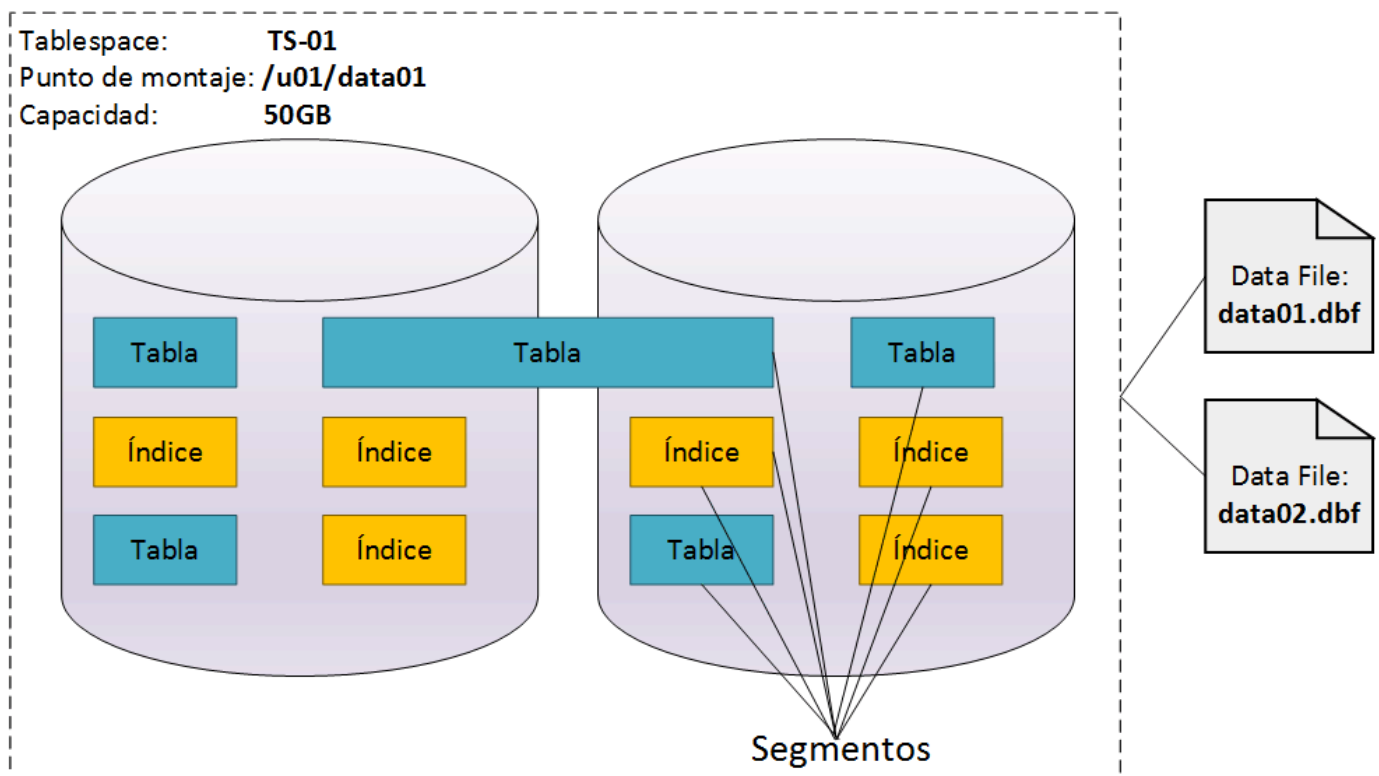 Tablespace: TS-01
Punto de montaje: /u01/data01
Capacidad: 50GB
Tabla
Tabla
Tabla
Índice
Índice
Índice
Índice
Tabla
Índice
Tabla
Índice
Segmentos
Data File:
data01.dbf
Data File:
data02.dbf